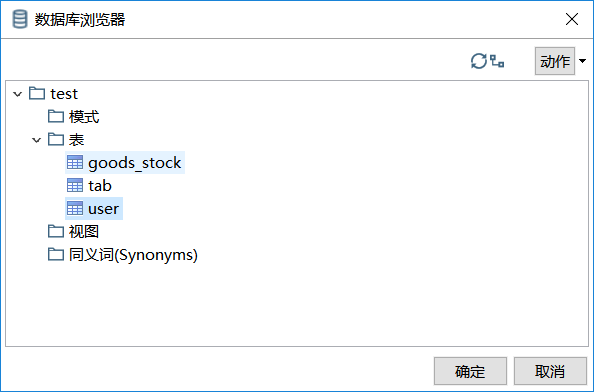 数据库浏览器
动作
test
模式
表
goods_stock
tab
user
视图
同义词(Synonyms)
确定
取消